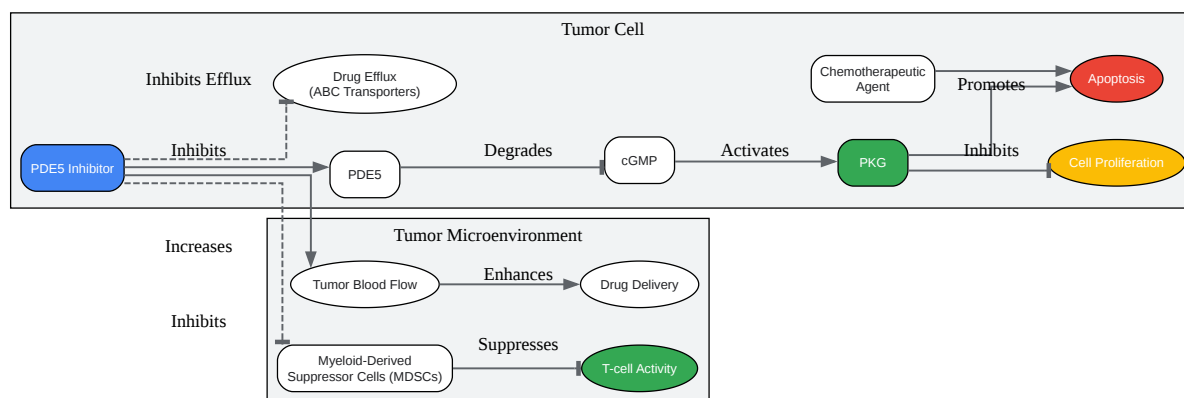 Tumor Cell
Inhibits Efflux
Drug Efflux
(ABC Transporters)
Chemotherapeutic
Agent
Promotes
Apoptosis
PDE5 Inhibitor
Inhibits
PDE5
Degrades
cGMP
Activates
PKG
Inhibits
Cell Proliferation
Tumor Microenvironment
Increases
Tumor Blood Flow
Enhances
Drug Delivery
Inhibits
Myeloid-Derived
Suppressor Cells (MDSCs)
Suppresses
T-cell Activity